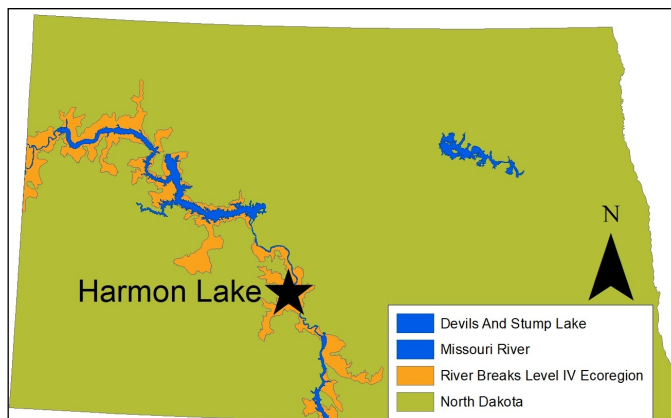 N
Harmon Lake
Devils And Stump Lake
Missouri River
River Breaks Level IV Ecoregion
North Dakota